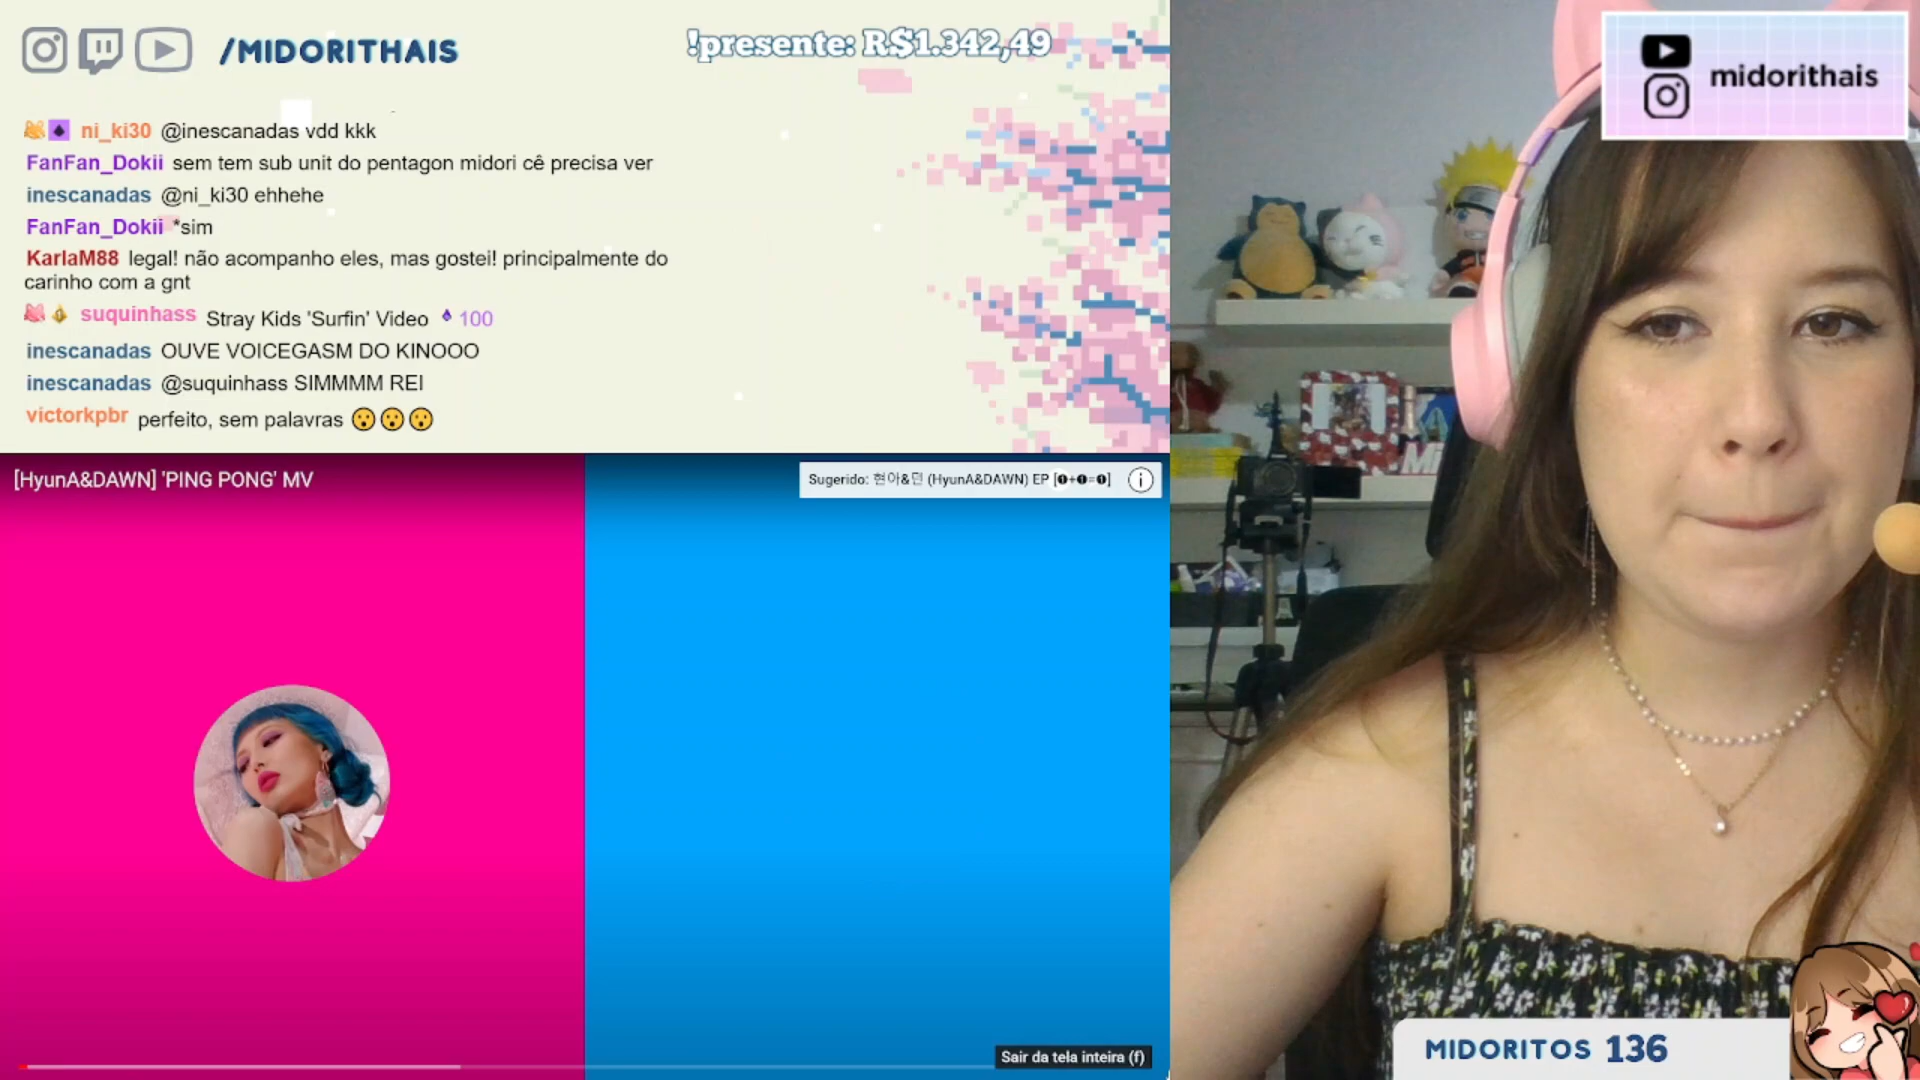 /MIDORITHAIS
!presente: R$1.342,49
ni_ki30 @inescanadas vdd kkk
FanFan_Dokii sem tem sub unit do pentagon midori cê precisa ver
inescanadas @ni_ki30 ehhehe
FanFan_Dokii *sim
KarlaM88 legal! não acompanho eles, mas gostei! principalmente do
carinho com a gnt
suquinhass Stray Kids 'Surfin' Video 100
inescanadas OUVE VOICEGASM DO KINOOO
inescanadas @suquinhass SIMMMM REI
victorkpbr perfeito, sem palavras 😮😮😮
[HyunA&DAWN] 'PING PONG' MV
Sugerido: 현아&던 (HyunA&DAWN) EP [❶+❶=❶]
Sair da tela inteira (f)
midorithais
MIDORITOS 136